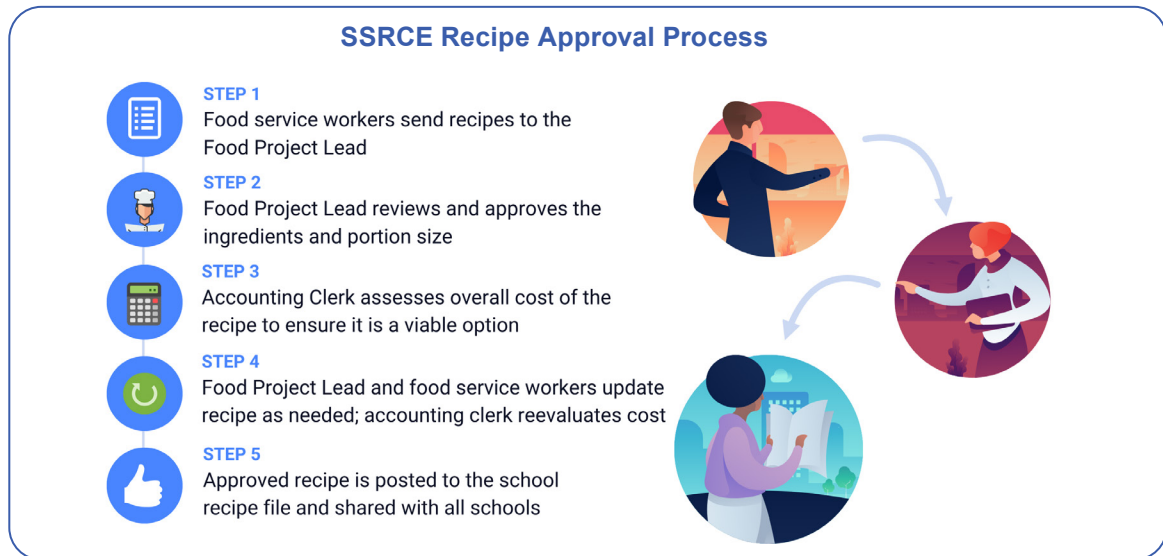 SSRCE Recipe Approval Process
STEP 1
Food service workers send recipes to the
Food Project Lead
STEP 2
Food Project Lead reviews and approves the
ingredients and portion size
STEP 3
Accounting Clerk assesses overall cost of the
recipe to ensure it is a viable option
STEP 4
Food Project Lead and food service workers update
recipe as needed; accounting clerk reevaluates cost
STEP 5
Approved recipe is posted to the school
recipe file and shared with all schools